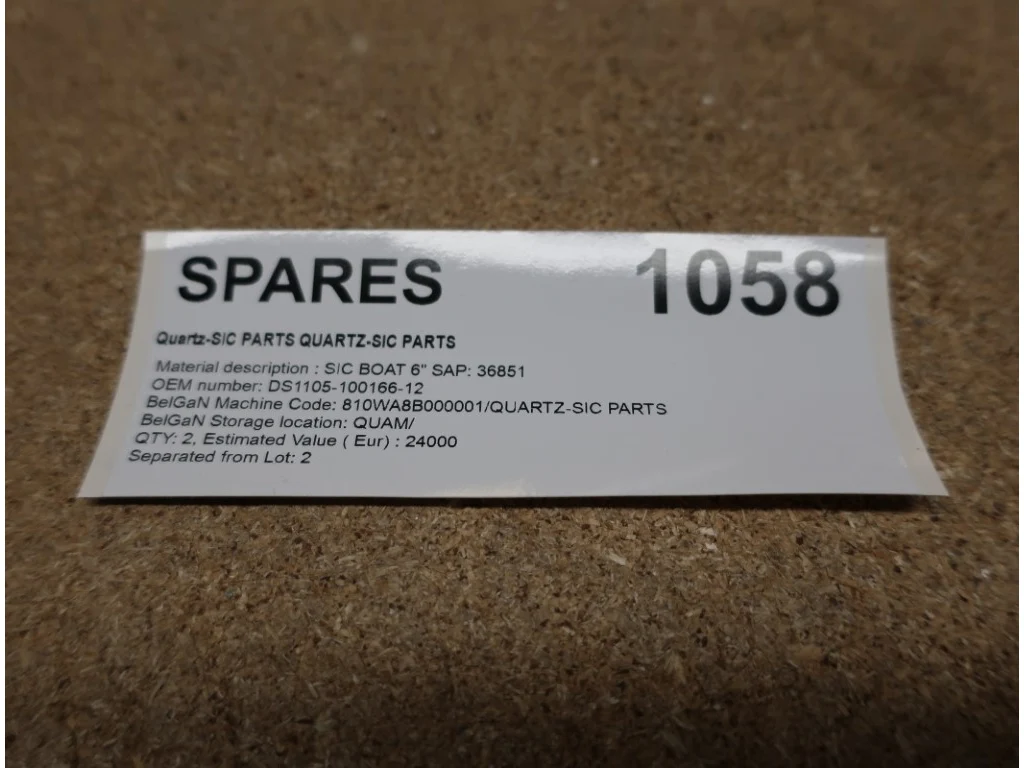 SPARES 1058
Quartz-SIC PARTS QUARTZ-SIC PARTS
Material description : SIC BOAT 6" SAP: 36851
OEM number: DS1105-100166-12
BelGaN Machine Code: 810WA8B000001/QUARTZ-SIC PARTS
BelGaN Storage location: QUAM/
QTY: 2, Estimated Value ( Eur) : 24000
Separated from Lot: 2